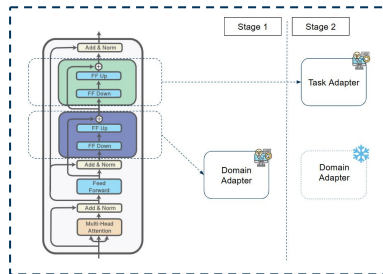 Stage 1
Stage 2
Add & Norm
FF Up
FF Down
FF Up
FF Down
Add & Norm
Feed
Forward
Add & Norm
Multi-Head
Attention
Task Adapter
Domain
Adapter
Domain
Adapter